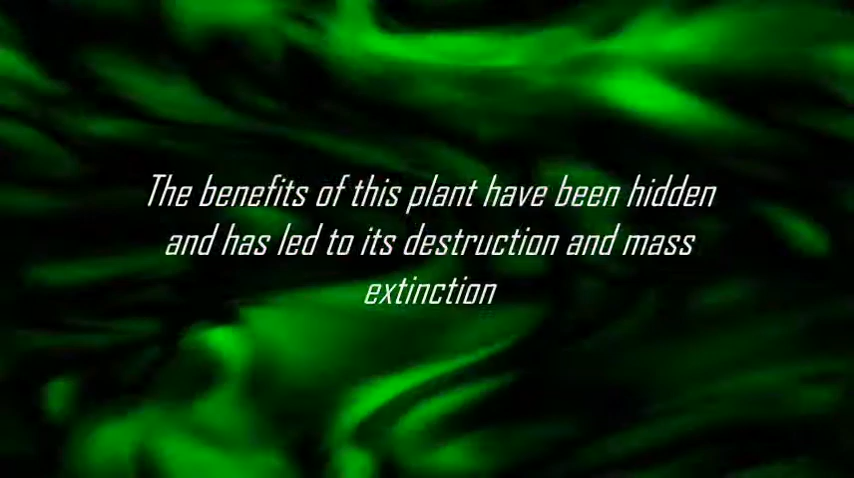 The benefits of this plant have been hidden
and has led to its destruction and mass
extinction